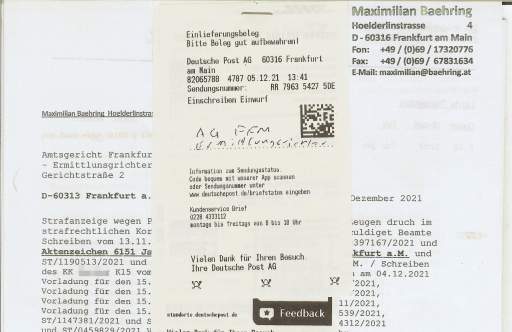 Maximilian Baehring
Hoelderlinstrasse 4
D - 60316 Frankfurt am Main
Fon: +49 / (0)69 / 17320776
Fax: +49 / (0)69 / 67831634
E-Mail: maximilian@baehring.at
Einlieferungsbeleg
Bitte Beleg gut aufbewahren!
Deutsche Post AG 60316 Frankfurt
am Main
82065788 4787 05.12.21 13:41
Sendungsnummer: RR 7963 5427 5DE
Einschreiben Einwurf
AG FFM
Ermittlungsrichter
Information zum Sendungsstatus:
Code bequem mit unserer App scannen
oder Sendungsnummer unter
www.deutschepost.de/briefstatus eingeben
Kundenservice Brief
0228 4333112
montags bis freitags von 8 bis 18 Uhr
Vielen Dank für Ihren Besuch
Ihre Deutsche Post AG
standorte.deutschepost.de
Feedback
Maximilian Baehring Hoelderlinstras
Amtsgericht Frankfur
- Ermittlungsrichter
Gerichtstraße 2
D-60313 Frankfurt a.
Dezember 2021
Strafanzeige wegen P
strafrechtlichen Kor
Schreiben vom 13.11.
Aktenzeichen 6151 Js
ST/1190513/2021 und
des KK K15 vom
Vorladung für den 15.
Vorladung für den 15.
Vorladung für den 15.
ST/1147381/2021 und S
und ST/0459829/2021
eugen druch im
uldigt Beamte
397167/2021 und
kfurt a.M. und
M. / Schreiben
m am 04.12.2021
/2021,
/2021,
11/2021,
539/2021,
4312/2021